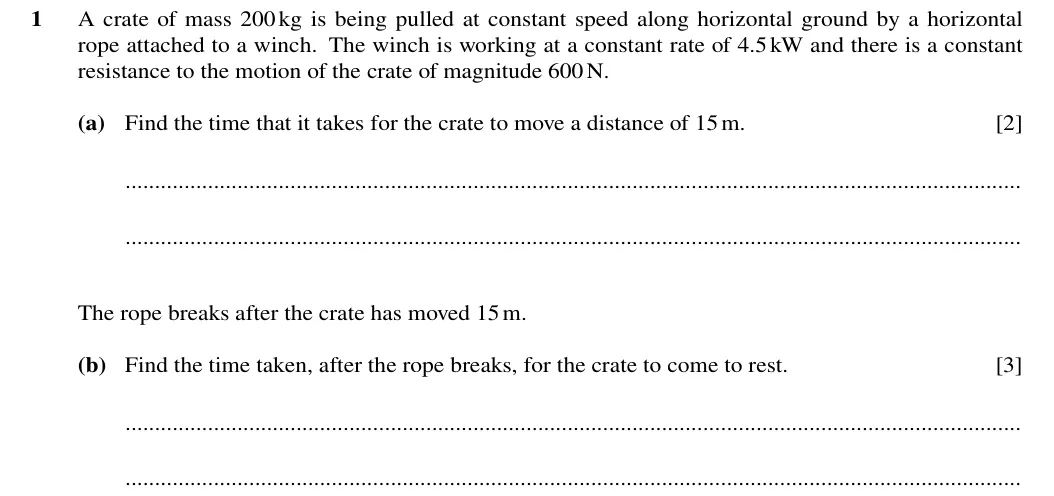 1 A crate of mass 200 kg is being pulled at constant speed along horizontal ground by a horizontal
rope attached to a winch. The winch is working at a constant rate of 4.5 kW and there is a constant
resistance to the motion of the crate of magnitude 600 N.
(a) Find the time that it takes for the crate to move a distance of 15 m. [2]
The rope breaks after the crate has moved 15 m.
(b) Find the time taken, after the rope breaks, for the crate to come to rest. [3]